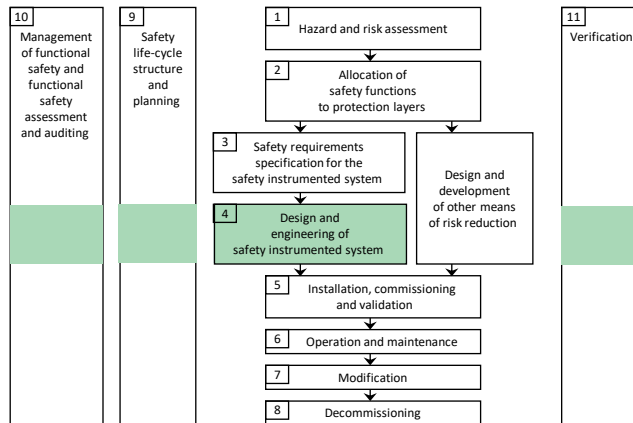 10
Management
of functional
safety and
functional
safety
assessment
and auditing
9
Safety
life-cycle
structure
and
planning
1
Hazard and risk assessment
2
Allocation of
safety functions
to protection layers
3
Safety requirements
specification for the
safety instrumented system
Design and
development
of other means
of risk reduction
4
Design and
engineering of
safety instrumented system
5
Installation, commissioning
and validation
6
Operation and maintenance
7
Modification
8
Decommissioning
11
Verification